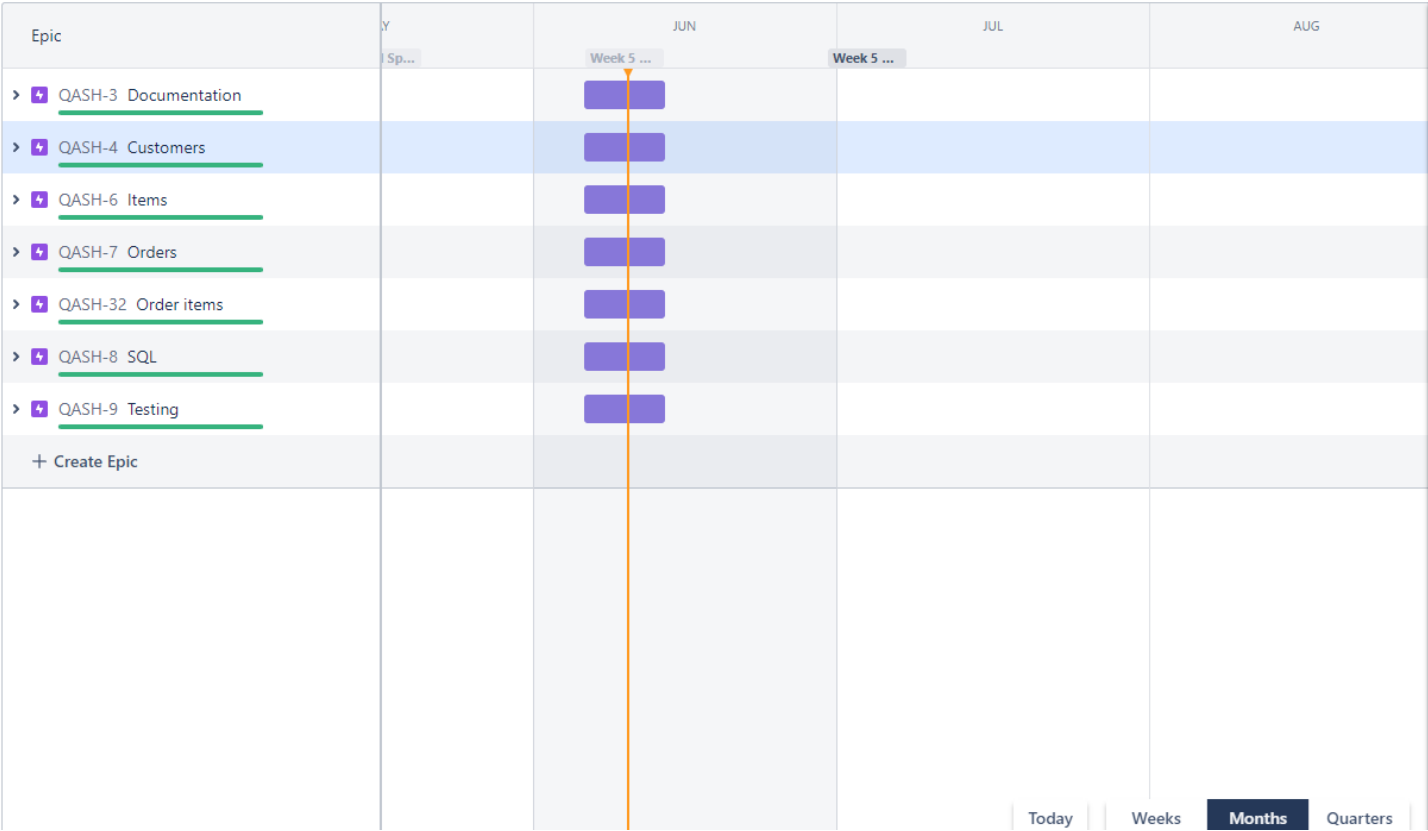 Epic
JUN
JUL
AUG
Sp...
Week 5 ...
Week 5 ...
QASH-3 Documentation
QASH-4 Customers
QASH-6 Items
QASH-7 Orders
QASH-32 Order items
QASH-8 SQL
QASH-9 Testing
+ Create Epic
Today
Weeks
Months
Quarters